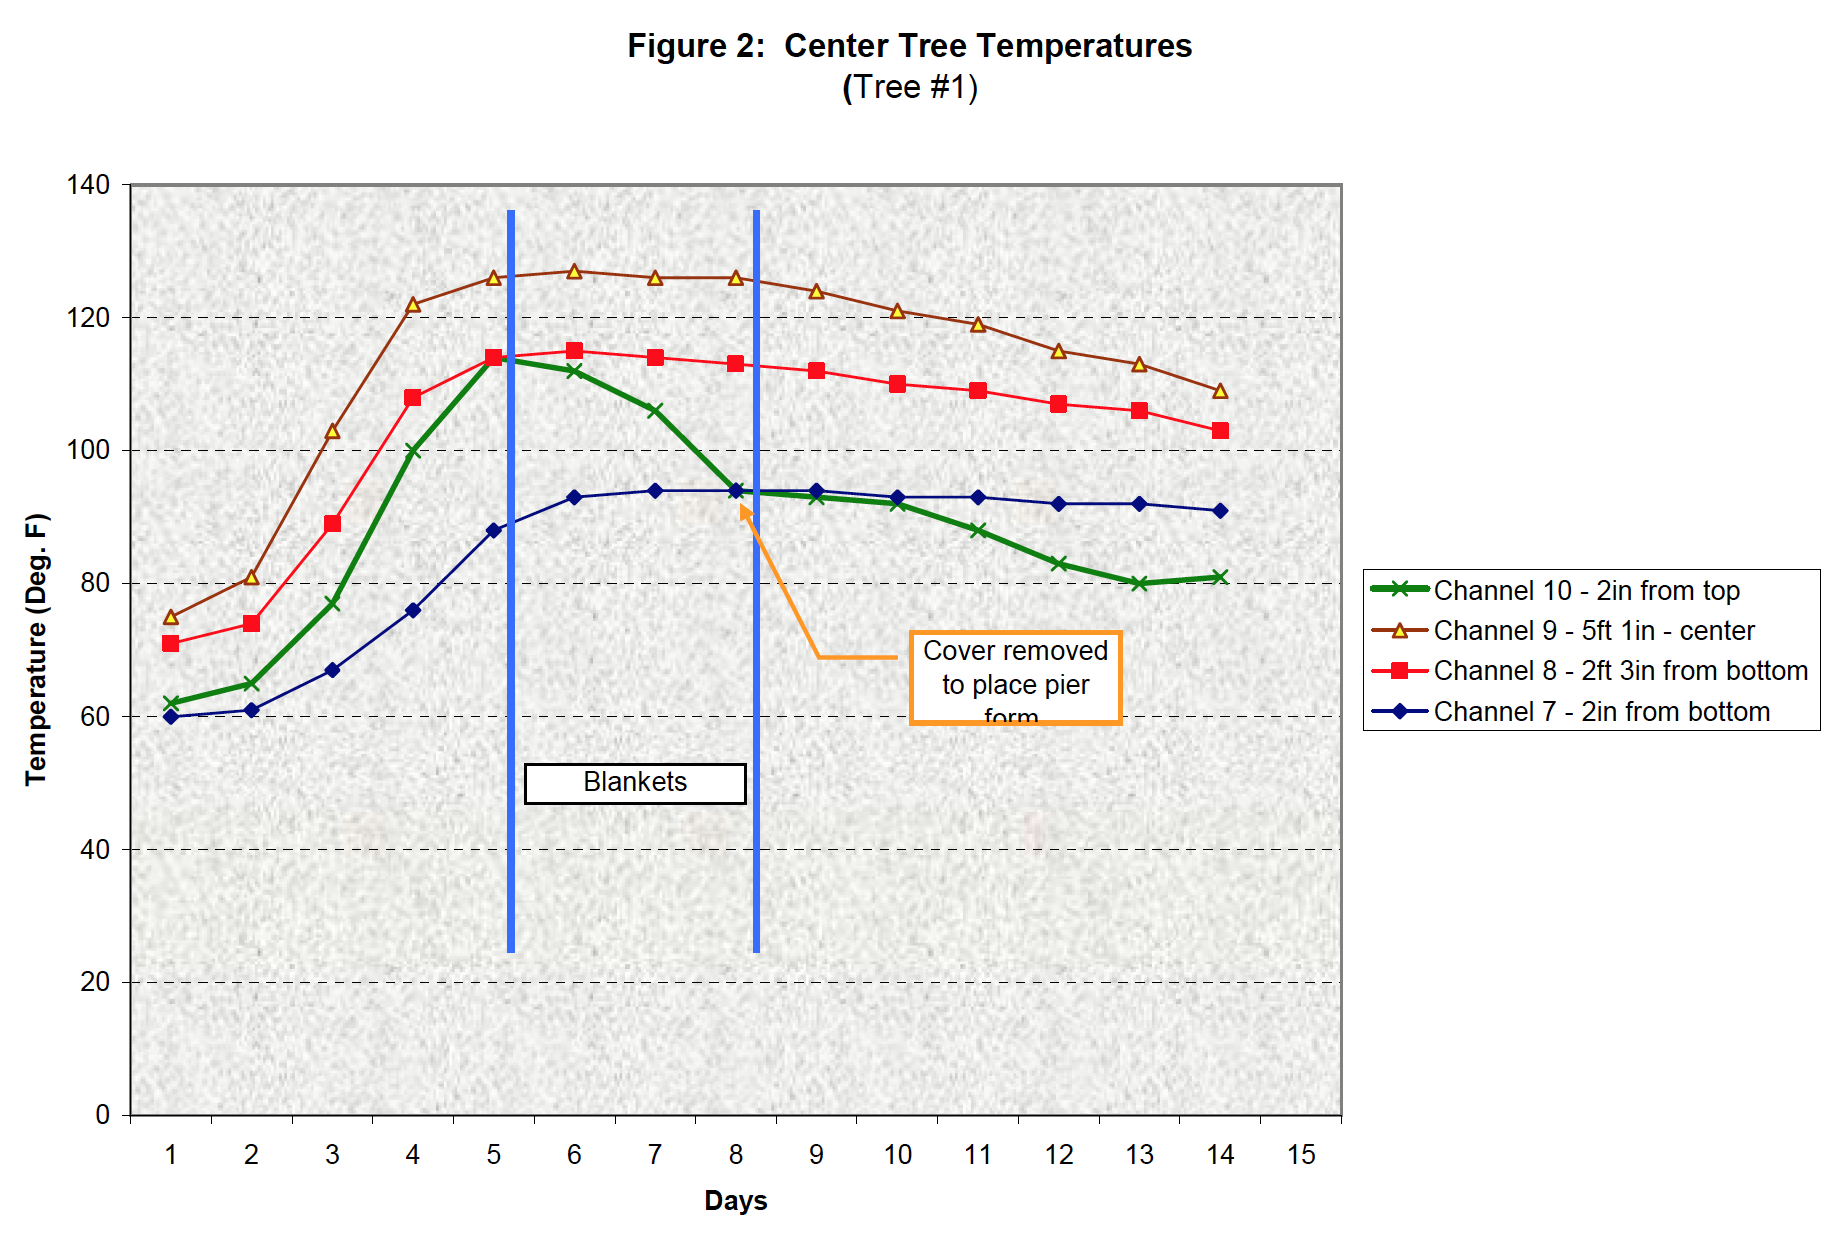 Figure 2:  Center Tree Temperatures
(Tree #1)
140
120
100
80
60
40
20
0
Temperature (Deg. F)
1 2 3 4 5 6 7 8 9 10 11 12 13 14 15
Days
Blankets
Cover removed
to place pier
form
Channel 10 - 2in from top
Channel 9 - 5ft 1in - center
Channel 8 - 2ft 3in from bottom
Channel 7 - 2in from bottom